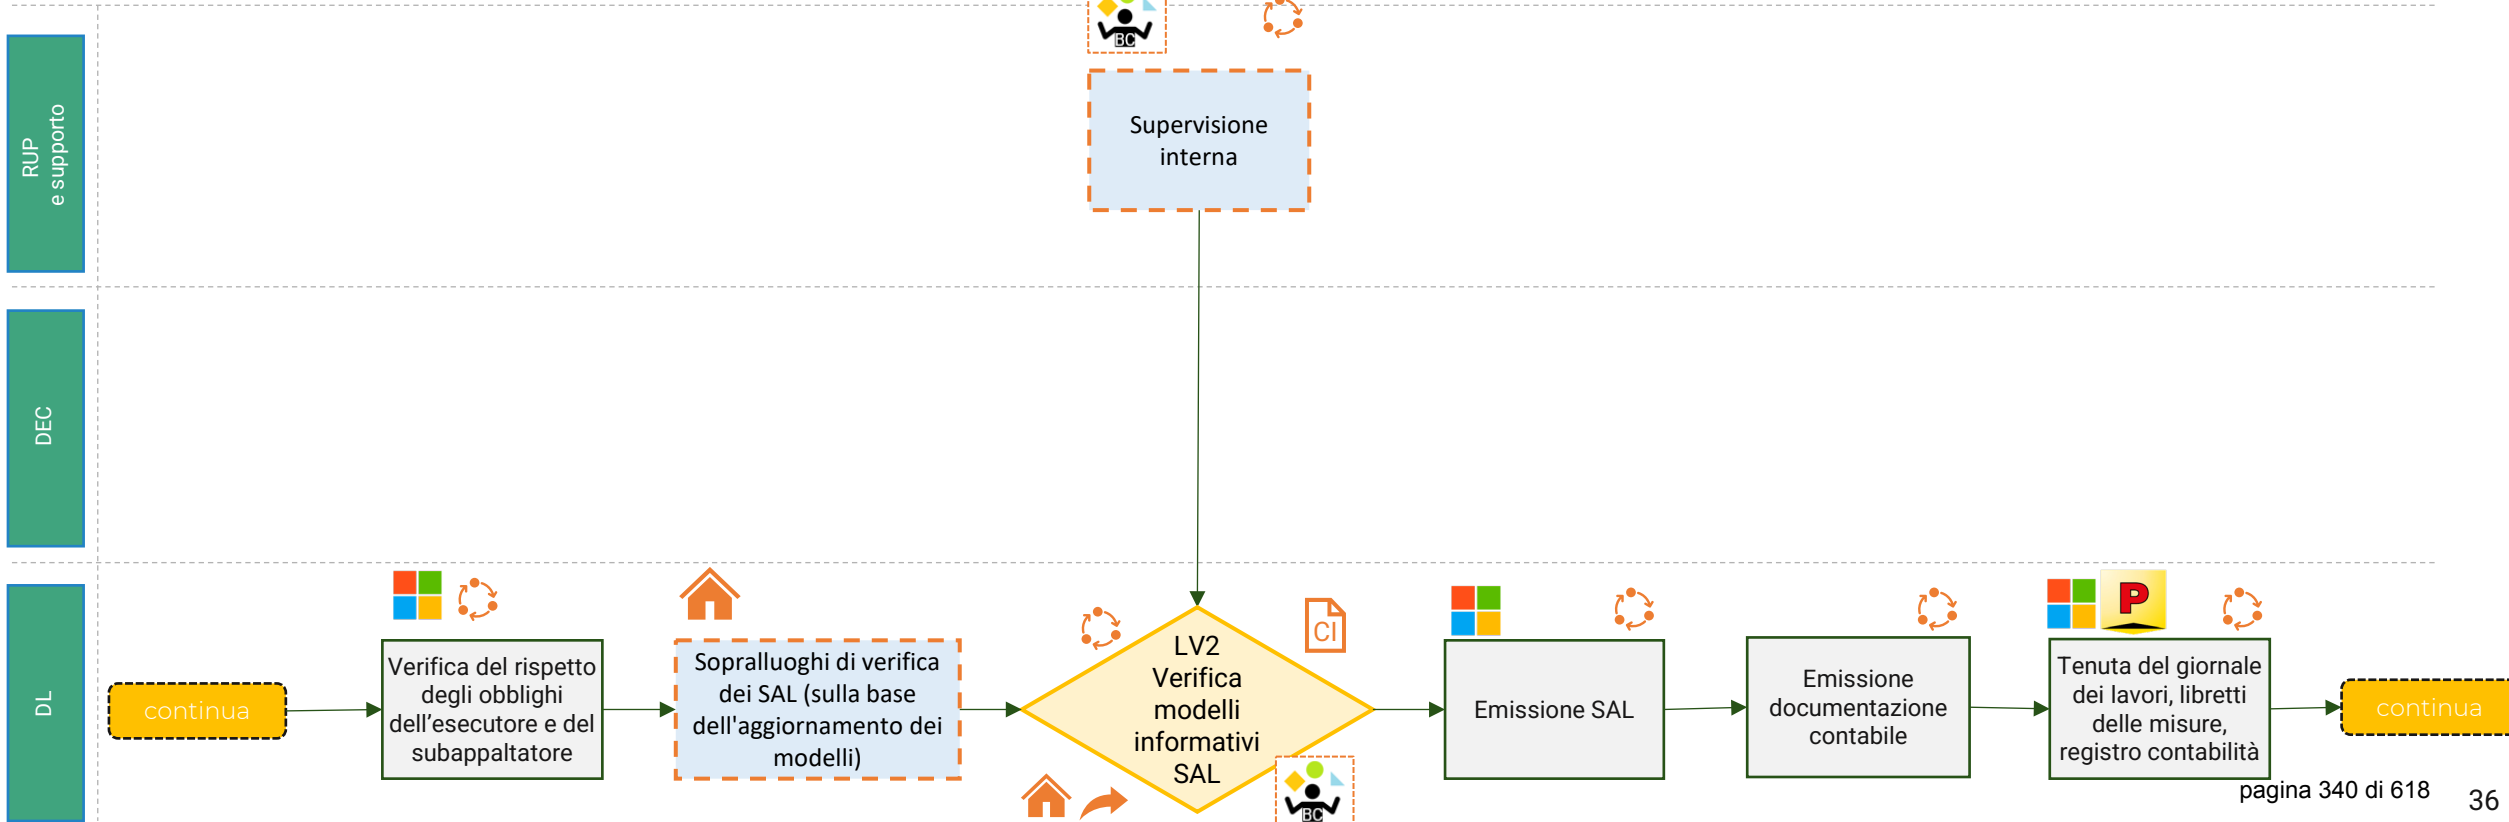 BC
RUP
e supporto
Supervisione
interna
DEC
DL
continua
Verifica del rispetto
degli obblighi
dell'esecutore e del
subappaltatore
Sopralluoghi di verifica
dei SAL (sulla base
dell'aggiornamento dei
modelli)
LV2
Verifica
modelli
informativi
SAL
CI
BC
Emissione SAL
Emissione
documentazione
contabile
P
Tenuta del giornale
dei lavori, libretti
delle misure,
registro contabilità
continua
pagina 340 di 618
36